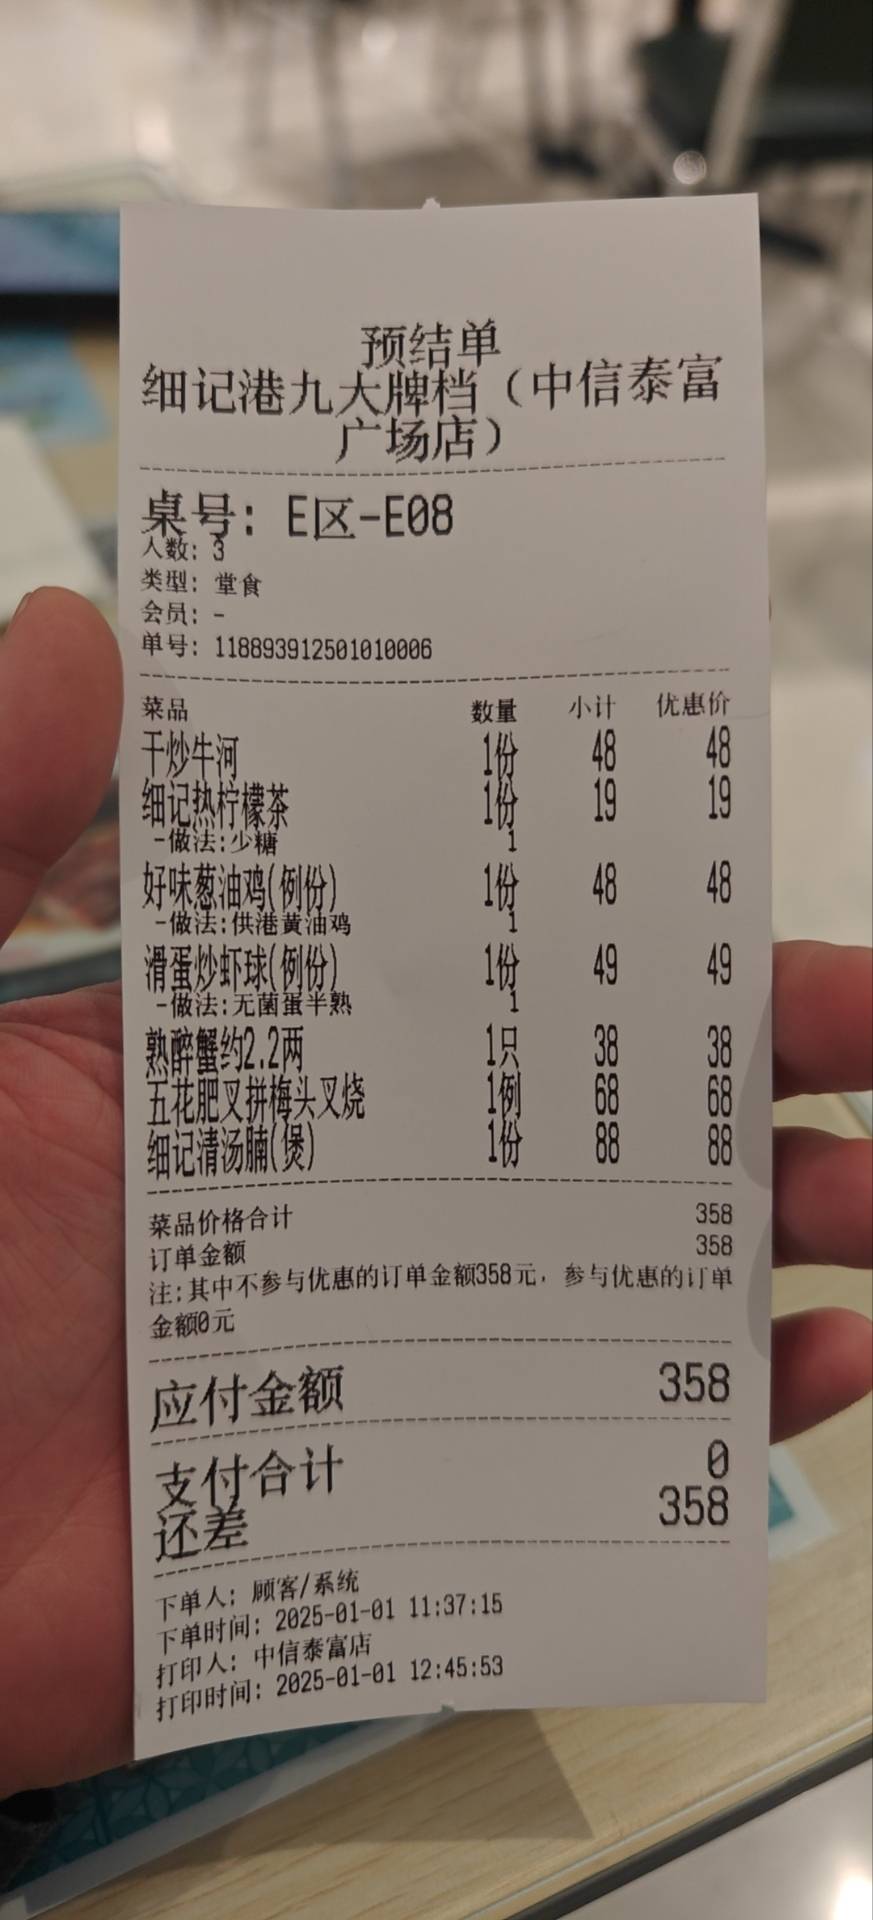 预结单
细记港九大牌档（中信泰富
广场店）
桌号: E区-E08
人数: 3
类型: 堂食
会员: -
单号: 118893912501010006
菜品 数量 小计 优惠价
干炒牛河 1份 48 48
细记热柠檬茶 1份 19 19
-做法:少糖 1
好味葱油鸡(例份) 1份 48 48
-做法:供港黄油鸡 1
滑蛋炒虾球(例份) 1份 49 49
-做法:无菌蛋半熟 1
熟醉蟹约2.2两 1只 38 38
五花肥叉拼梅头叉烧 1例 68 68
细记清汤腩(煲) 1份 88 88
菜品价格合计 358
订单金额 358
注:其中不参与优惠的订单金额358元，参与优惠的订单
金额0元
应付金额 358
支付合计 0
还差 358
下单人: 顾客/系统
下单时间: 2025-01-01 11:37:15
打印人: 中信泰富店
打印时间: 2025-01-01 12:45:53